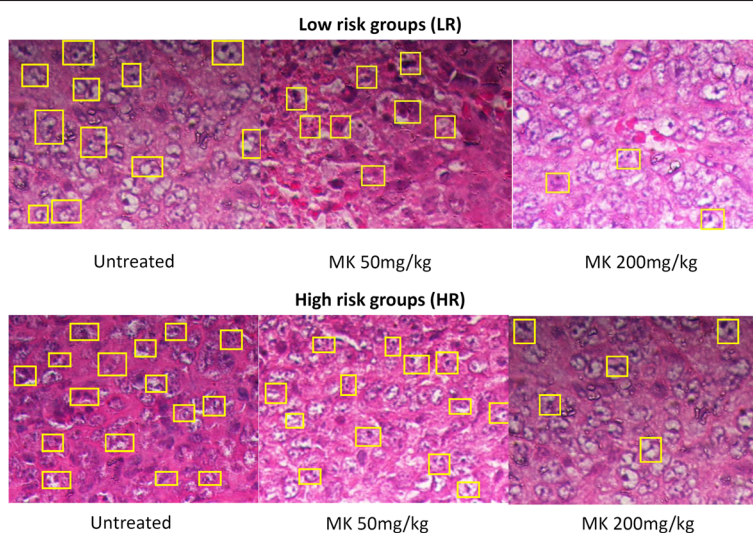 Low risk groups (LR)
Untreated MK 50mg/kg MK 200mg/kg
High risk groups (HR)
Untreated MK 50mg/kg MK 200mg/kg